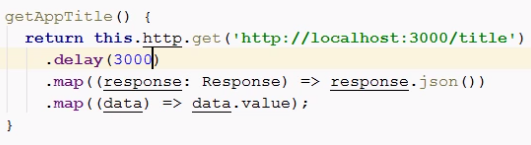 getAppTitle() {
return this.http.get('http://localhost:3000/title')
.delay(3000)
.map((response: Response) => response.json())
.map((data) => data.value);
}